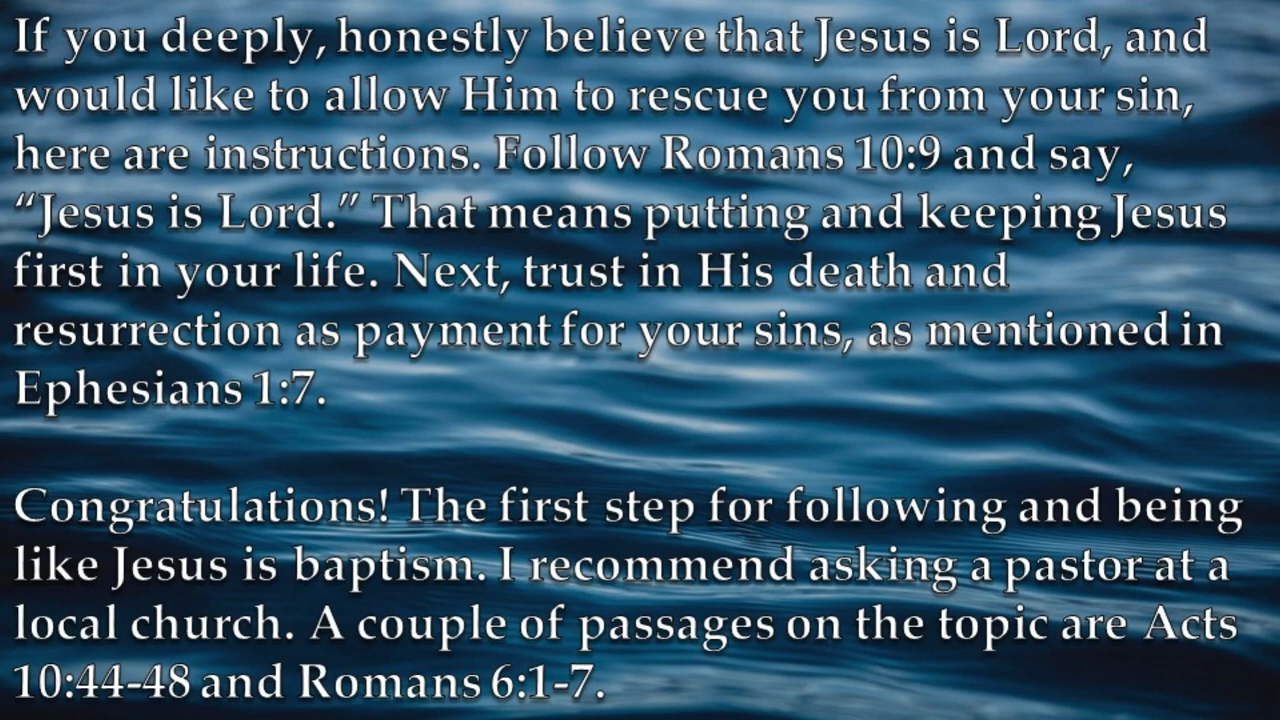 If you deeply, honestly believe that Jesus is Lord, and
would like to allow Him to rescue you from your sin,
here are instructions. Follow Romans 10:9 and say,
“Jesus is Lord.” That means putting and keeping Jesus
first in your life. Next, trust in His death and
resurrection as payment for your sins, as mentioned in
Ephesians 1:7.
Congratulations! The first step for following and being
like Jesus is baptism. I recommend asking a pastor at a
local church. A couple of passages on the topic are Acts
10:44-48 and Romans 6:1-7.